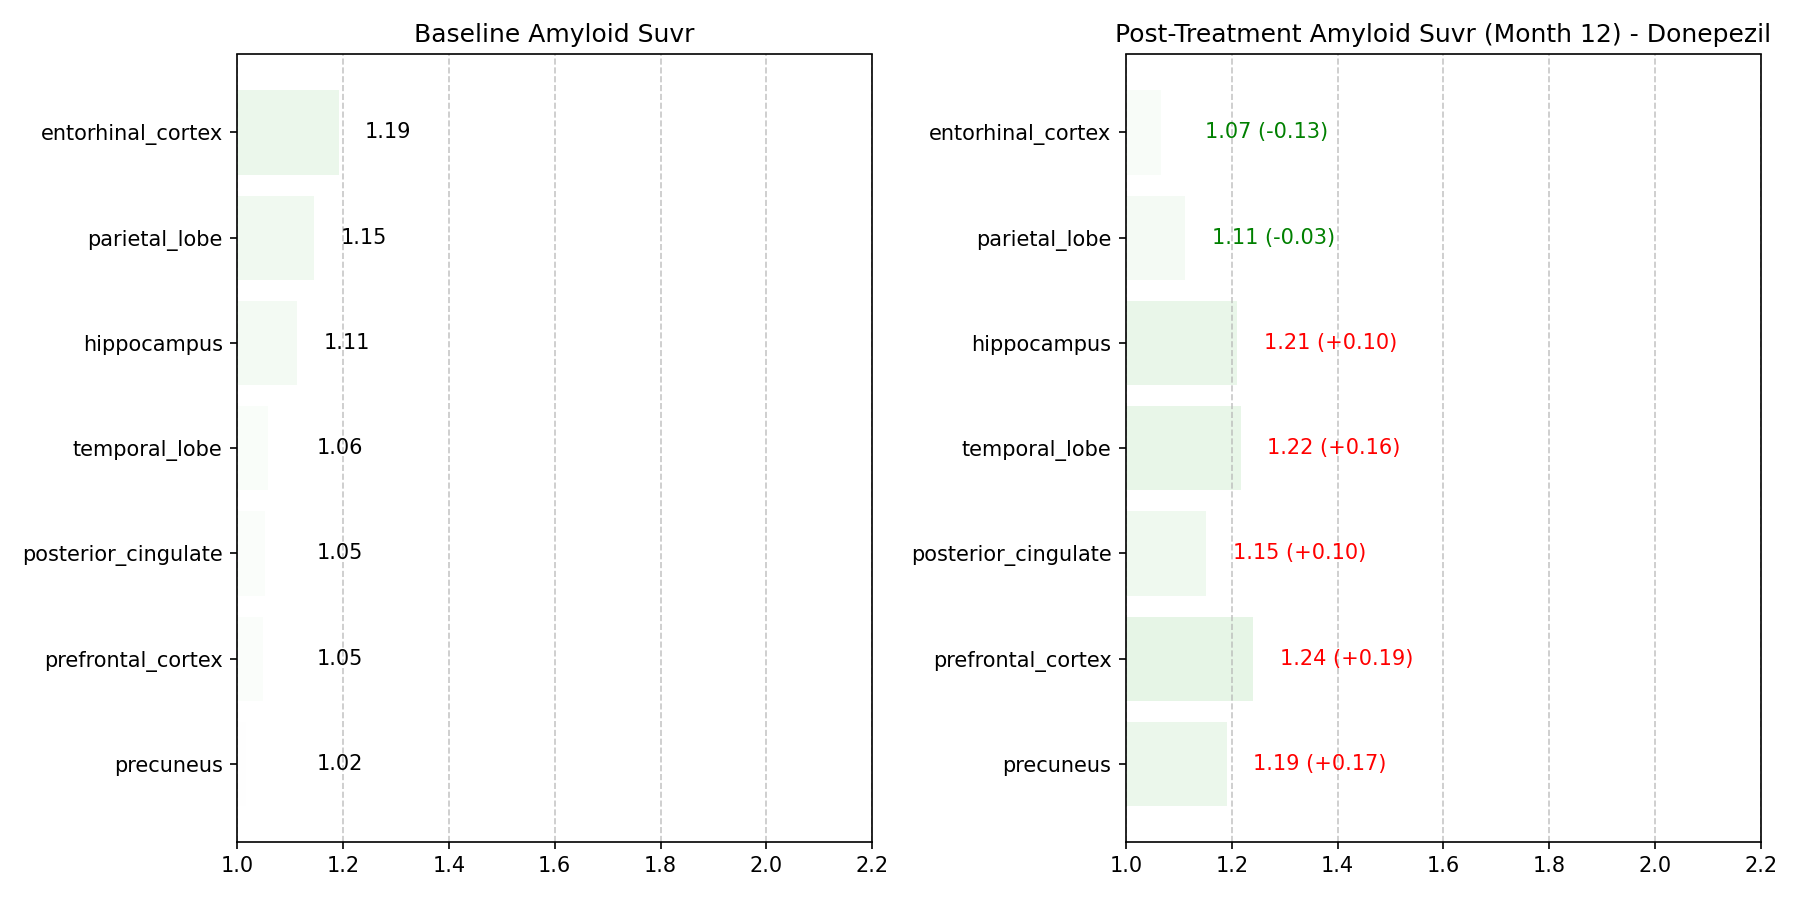 Baseline Amyloid Suvr
entorhinal_cortex 1.19
parietal_lobe 1.15
hippocampus 1.11
temporal_lobe 1.06
posterior_cingulate 1.05
prefrontal_cortex 1.05
precuneus 1.02
1.0 1.2 1.4 1.6 1.8 2.0 2.2
Post-Treatment Amyloid Suvr (Month 12) - Donepezil
entorhinal_cortex 1.07 (-0.13)
parietal_lobe 1.11 (-0.03)
hippocampus 1.21 (+0.10)
temporal_lobe 1.22 (+0.16)
posterior_cingulate 1.15 (+0.10)
prefrontal_cortex 1.24 (+0.19)
precuneus 1.19 (+0.17)
1.0 1.2 1.4 1.6 1.8 2.0 2.2